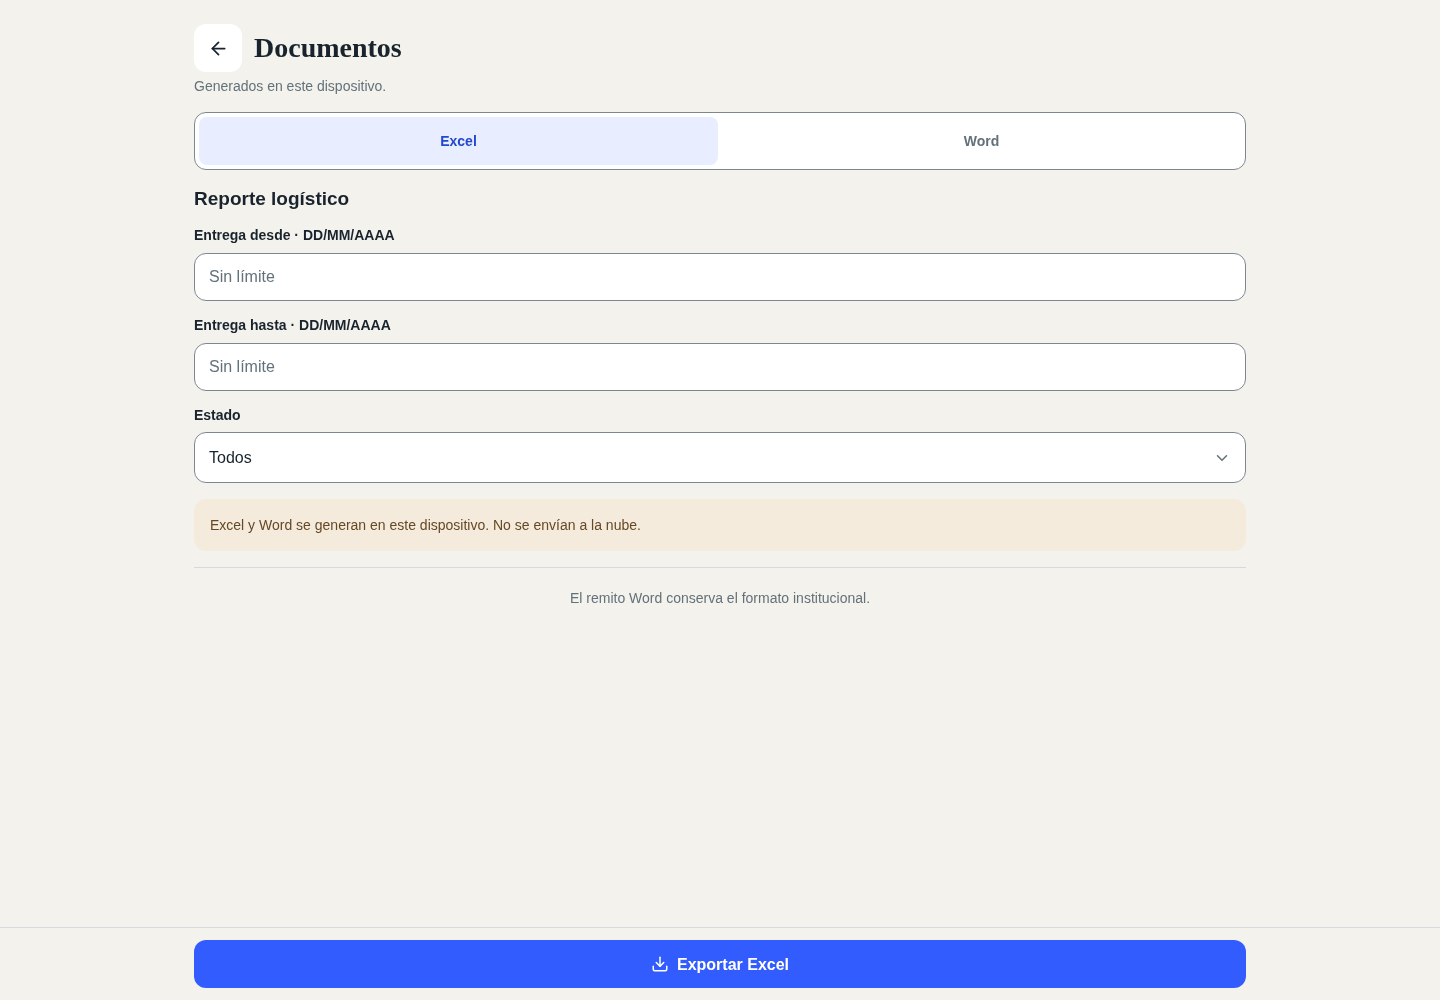 Documentos
Generados en este dispositivo.
Excel
Word
Reporte logístico
Entrega desde · DD/MM/AAAA
Sin límite
Entrega hasta · DD/MM/AAAA
Sin límite
Estado
Todos
Excel y Word se generan en este dispositivo. No se envían a la nube.
El remito Word conserva el formato institucional.
Exportar Excel